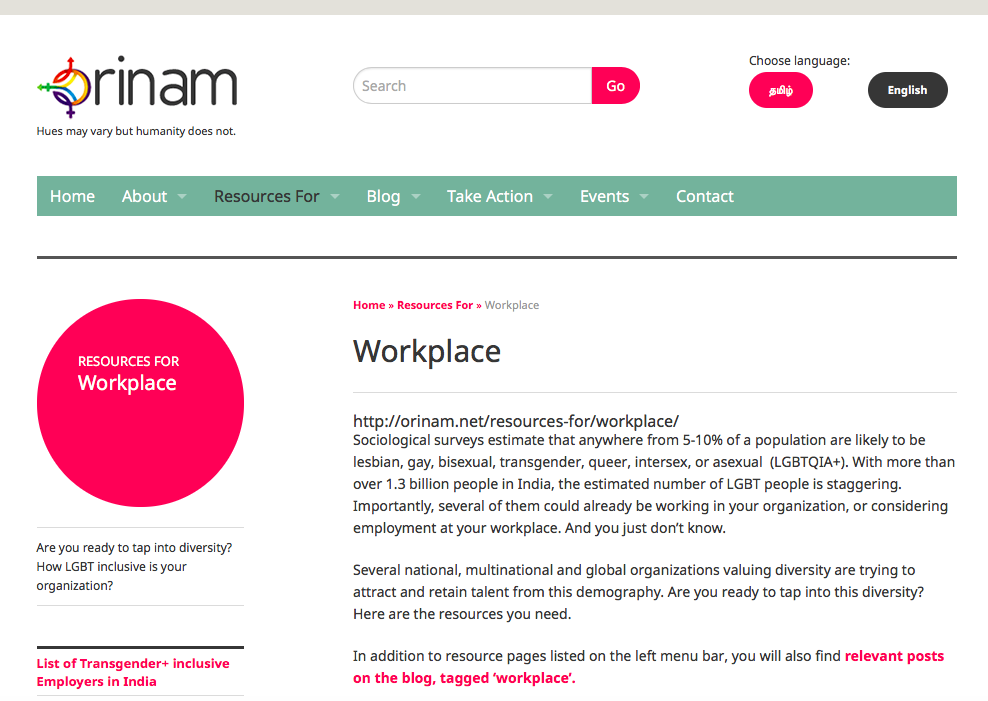 Orinam
Hues may vary but humanity does not.
Search
Go
Choose language:
தமிழ்
English
Home
About
Resources For
Blog
Take Action
Events
Contact
RESOURCES FOR
Workplace
Are you ready to tap into diversity?
How LGBT inclusive is your
organization?
List of Transgender+ inclusive
Employers in India
Home » Resources For » Workplace
Workplace
http://orinam.net/resources-for/workplace/
Sociological surveys estimate that anywhere from 5-10% of a population are likely to be
lesbian, gay, bisexual, transgender, queer, intersex, or asexual  (LGBTQIA+). With more than
over 1.3 billion people in India, the estimated number of LGBT people is staggering.
Importantly, several of them could already be working in your organization, or considering
employment at your workplace. And you just don’t know.
Several national, multinational and global organizations valuing diversity are trying to
attract and retain talent from this demography. Are you ready to tap into this diversity?
Here are the resources you need.
In addition to resource pages listed on the left menu bar, you will also find relevant posts
on the blog, tagged ‘workplace’.